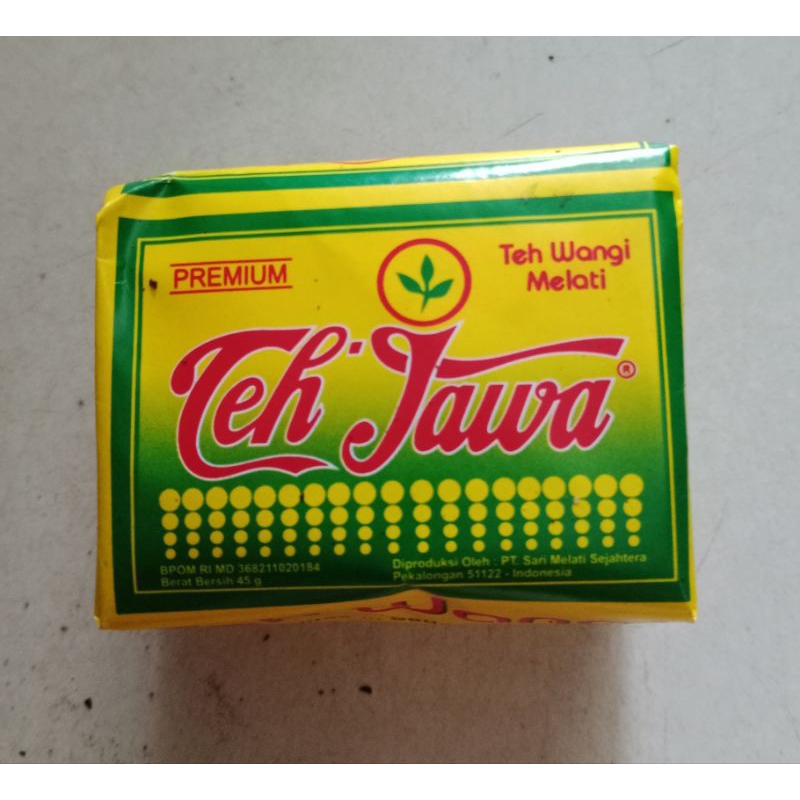 PREMIUM
Teh Wangi
Melati
Teh Jawa®
BPOM RI MD 368211020184
Berat Bersih 45 g
Diproduksi Oleh : PT. Sari Melati Sejahtera
Pekalongan 51122 - Indonesia